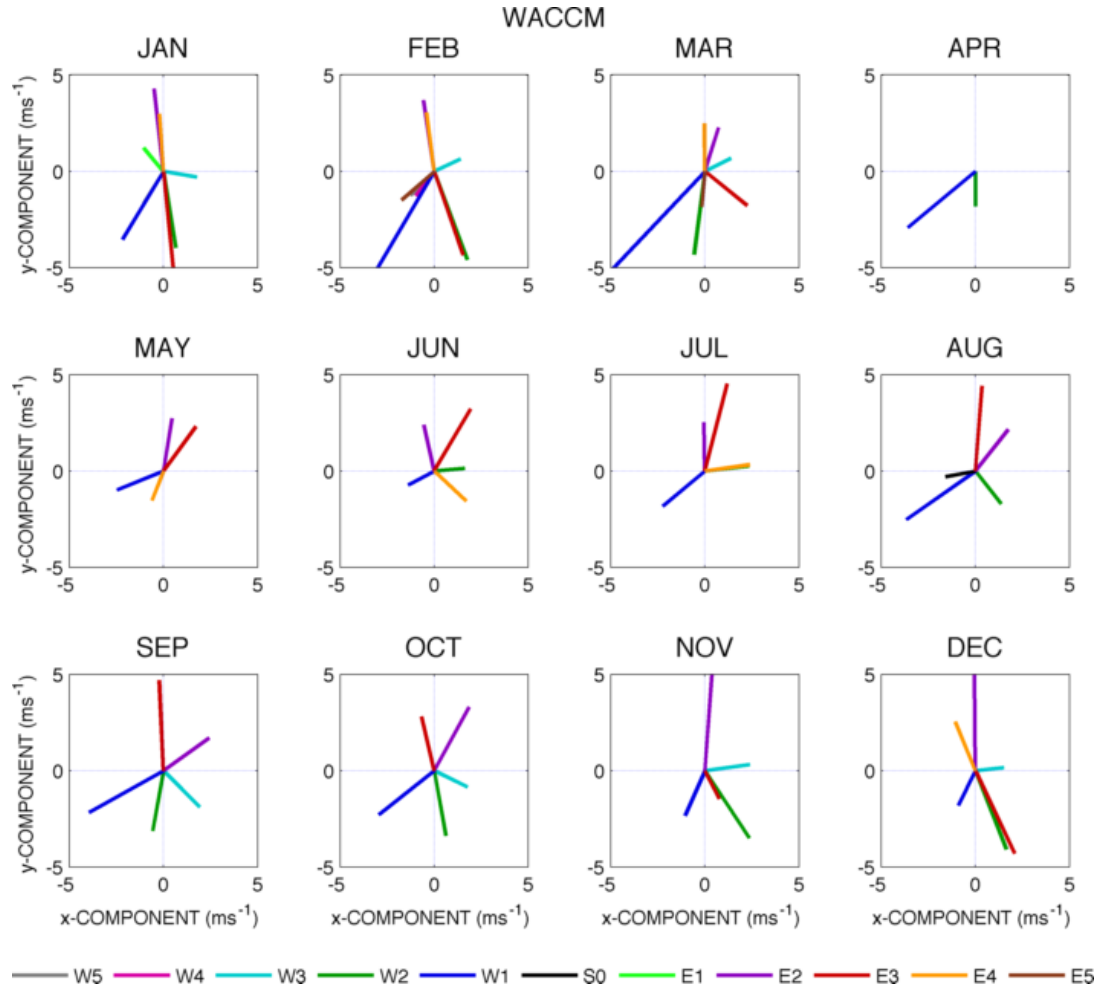 WACCM
JAN FEB MAR APR
y-COMPONENT (ms⁻¹)
5 5 5 5
0 0 0 0
-5 -5 -5 -5
-5 0 5 -5 0 5 -5 0 5 -5 0 5
MAY JUN JUL AUG
y-COMPONENT (ms⁻¹)
5 5 5 5
0 0 0 0
-5 -5 -5 -5
-5 0 5 -5 0 5 -5 0 5 -5 0 5
SEP OCT NOV DEC
y-COMPONENT (ms⁻¹)
5 5 5 5
0 0 0 0
-5 -5 -5 -5
-5 0 5 -5 0 5 -5 0 5 -5 0 5
x-COMPONENT (ms⁻¹) x-COMPONENT (ms⁻¹) x-COMPONENT (ms⁻¹) x-COMPONENT (ms⁻¹)
W5 W4 W3 W2 W1 S0 E1 E2 E3 E4 E5